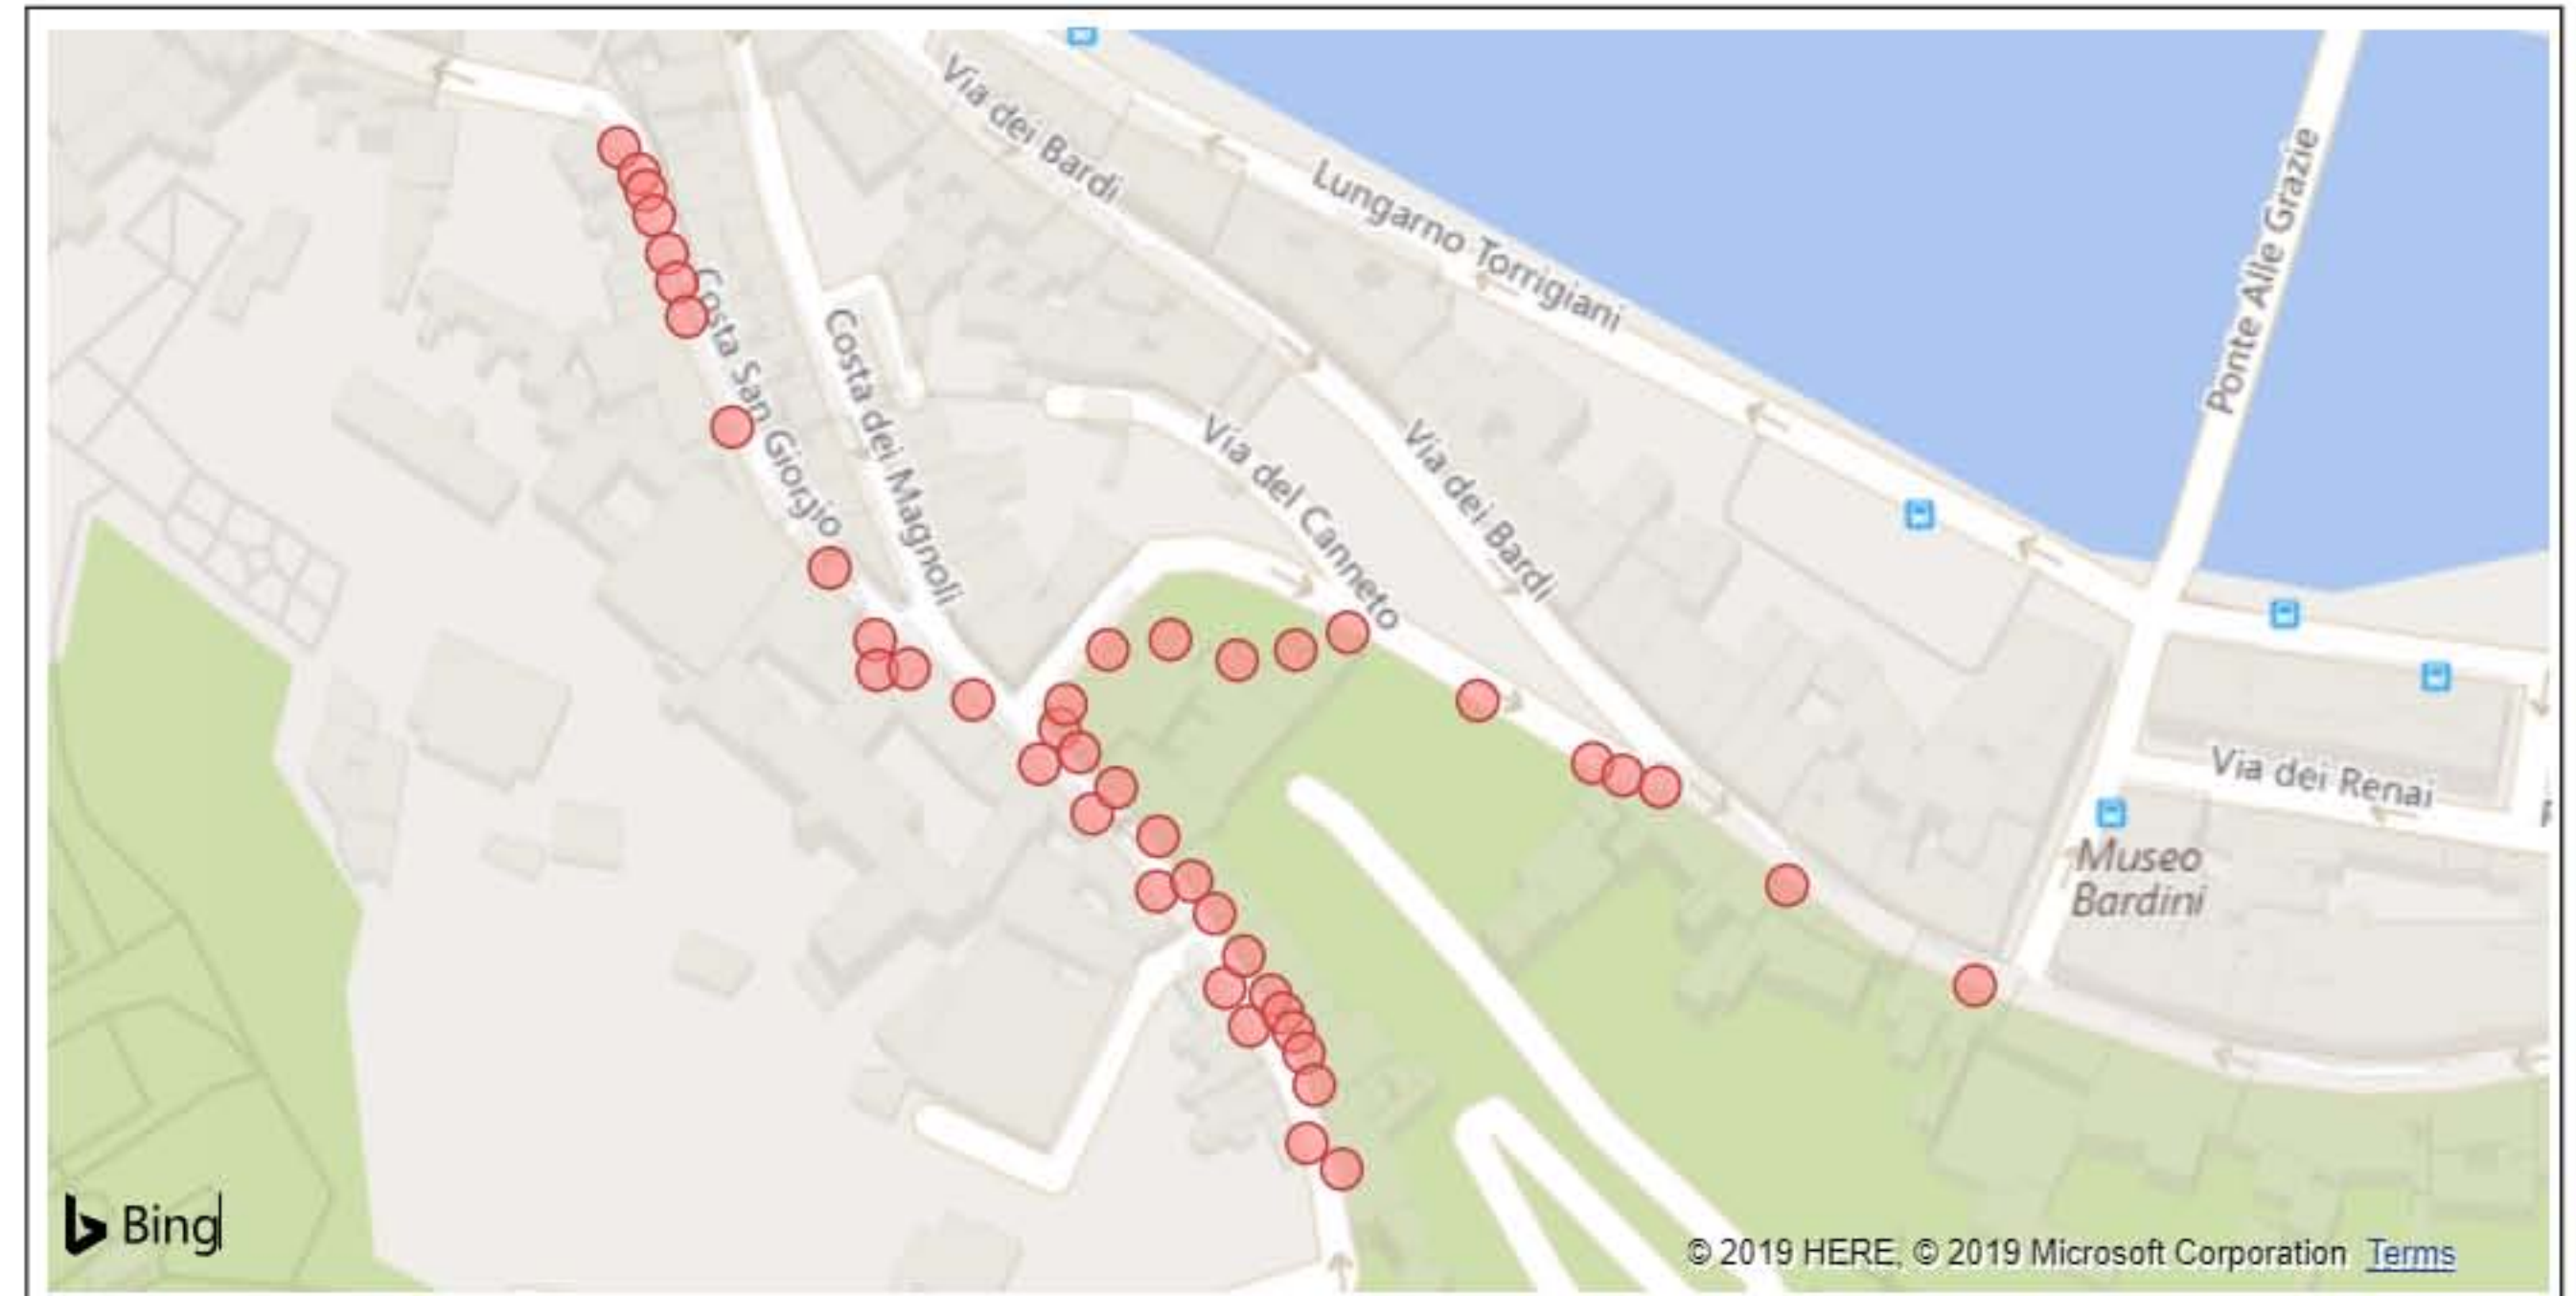 Via dei Bardi
Lungarno Torrigiani
Ponte Alle Grazie
Costa San Giorgio
Costa dei Magnoli
Via del Canneto
Via dei Bardi
Via dei Renai
Museo
Bardini
Bing
© 2019 HERE, © 2019 Microsoft Corporation Terms